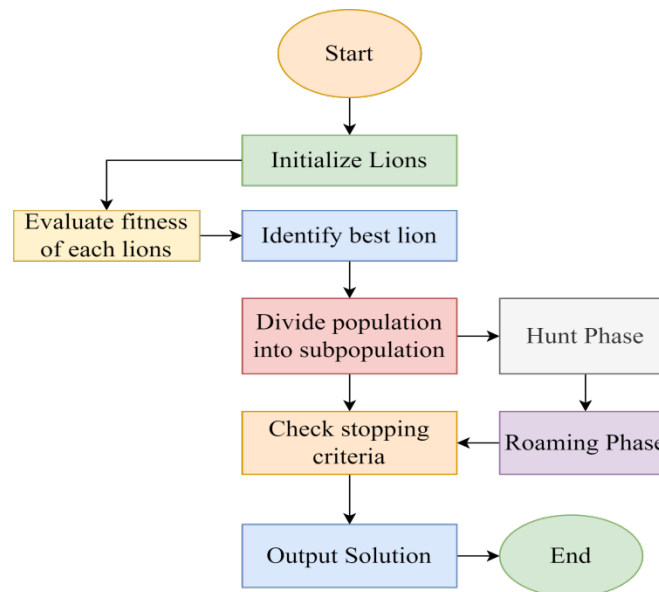 Start
Initialize Lions
Evaluate fitness
of each lions
Identify best lion
Divide population
into subpopulation
Hunt Phase
Check stopping
criteria
Roaming Phase
Output Solution
End